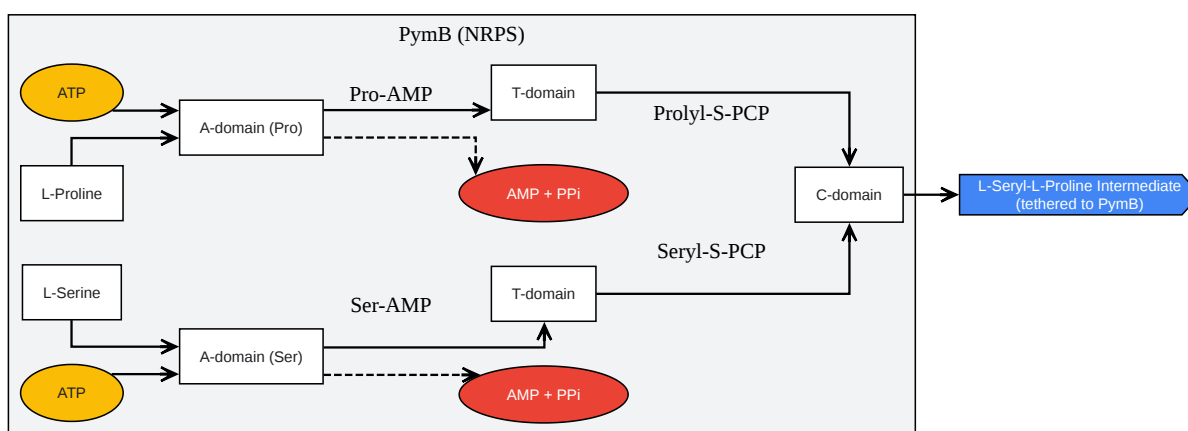 PymB (NRPS)
ATP
Pro-AMP
T-domain
A-domain (Pro)
Prolyl-S-PCP
L-Proline
AMP + PPi
C-domain
L-Seryl-L-Proline Intermediate
(tethered to PymB)
Seryl-S-PCP
L-Serine
Ser-AMP
T-domain
A-domain (Ser)
ATP
AMP + PPi